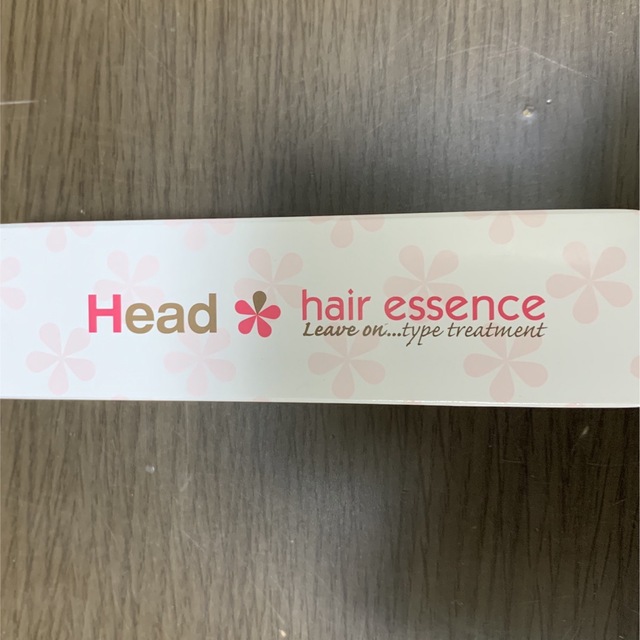 Head hair essence
Leave on...type treatment